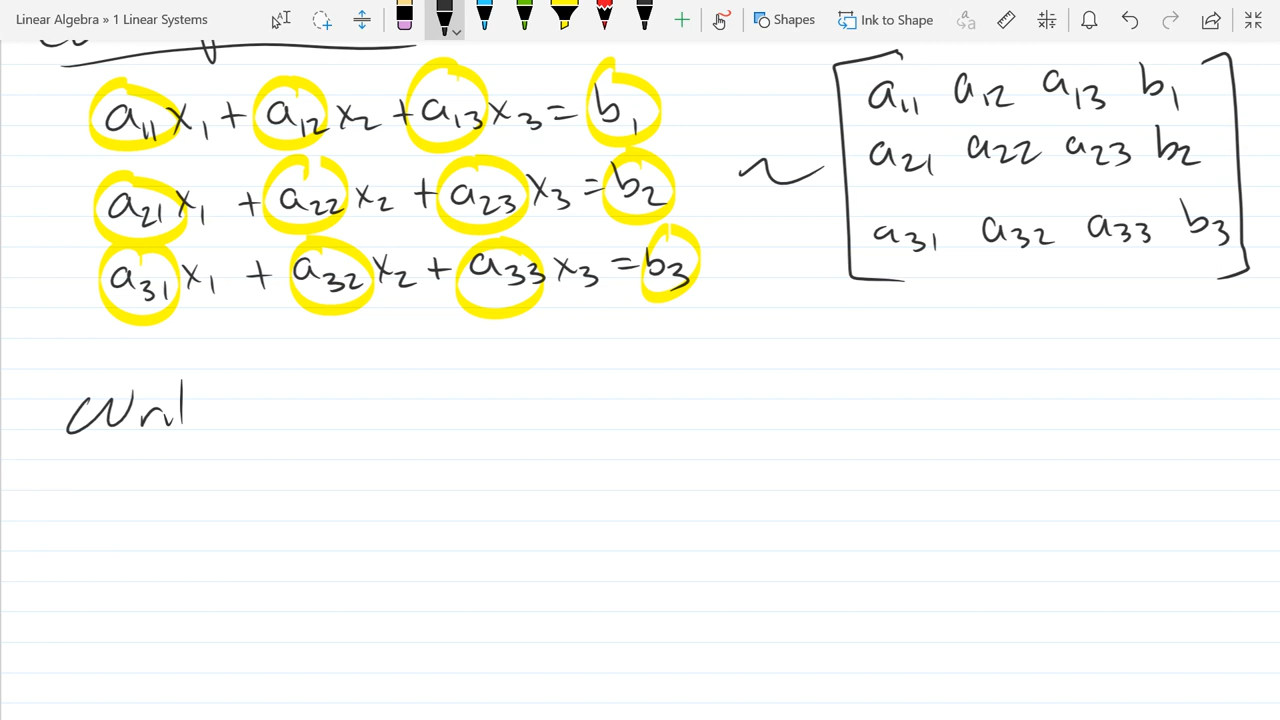 Linear Algebra » 1 Linear Systems
Shapes
Ink to Shape
a₁₁x₁ + a₁₂x₂ + a₁₃x₃ = b₁
a₂₁x₁ + a₂₂x₂ + a₂₃x₃ = b₂
a₃₁x₁ + a₃₂x₂ + a₃₃x₃ = b₃
~
a₁₁ a₁₂ a₁₃ b₁
a₂₁ a₂₂ a₂₃ b₂
a₃₁ a₃₂ a₃₃ b₃